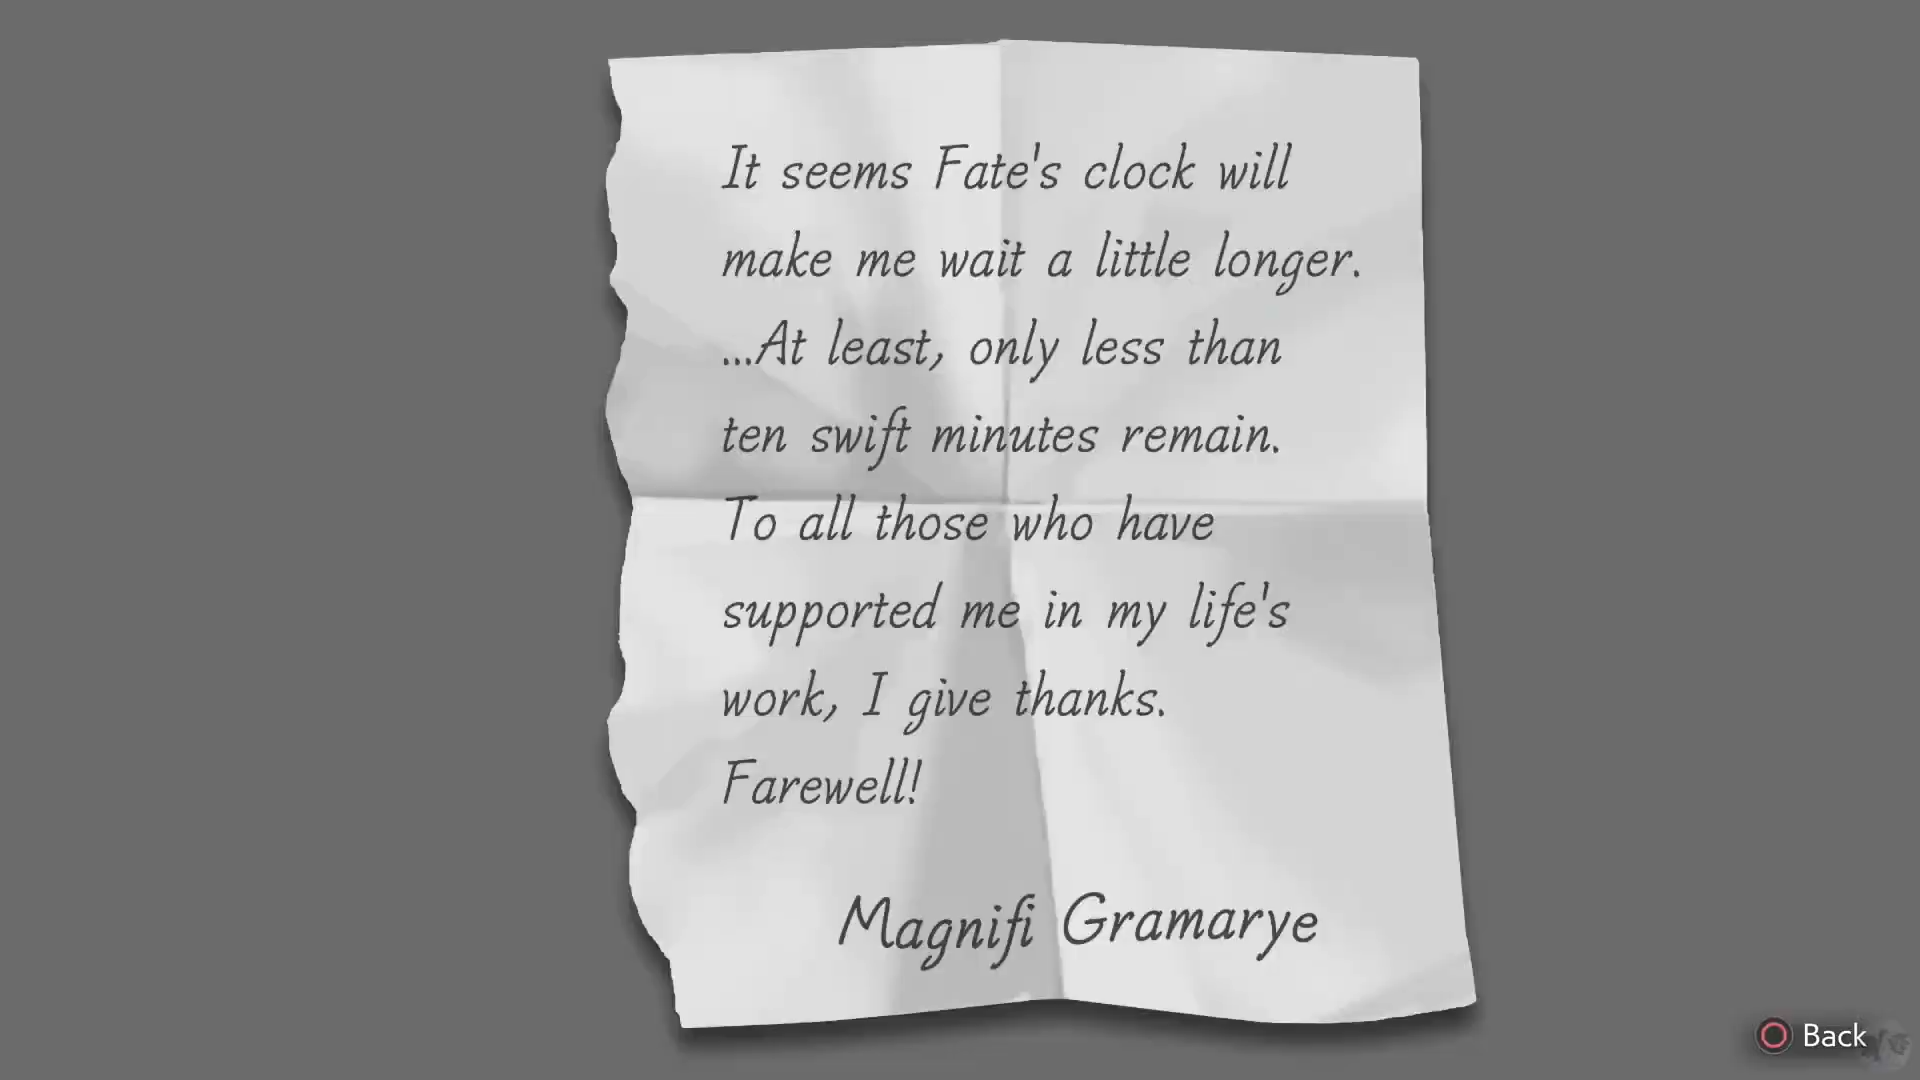 It seems Fate's clock will
make me wait a little longer.
...At least, only less than
ten swift minutes remain.
To all those who have
supported me in my life's
work, I give thanks.
Farewell!
Magnifi Gramarye
Back